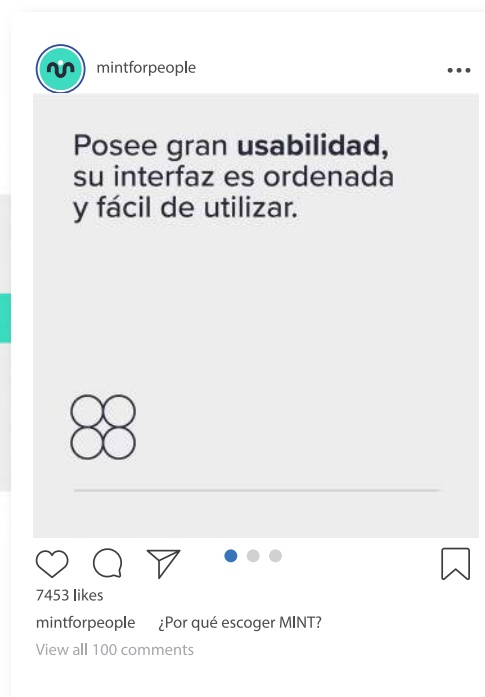 mintforpeople
Posee gran usabilidad,
su interfaz es ordenada
y fácil de utilizar.
7453 likes
mintforpeople ¿Por qué escoger MINT?
View all 100 comments